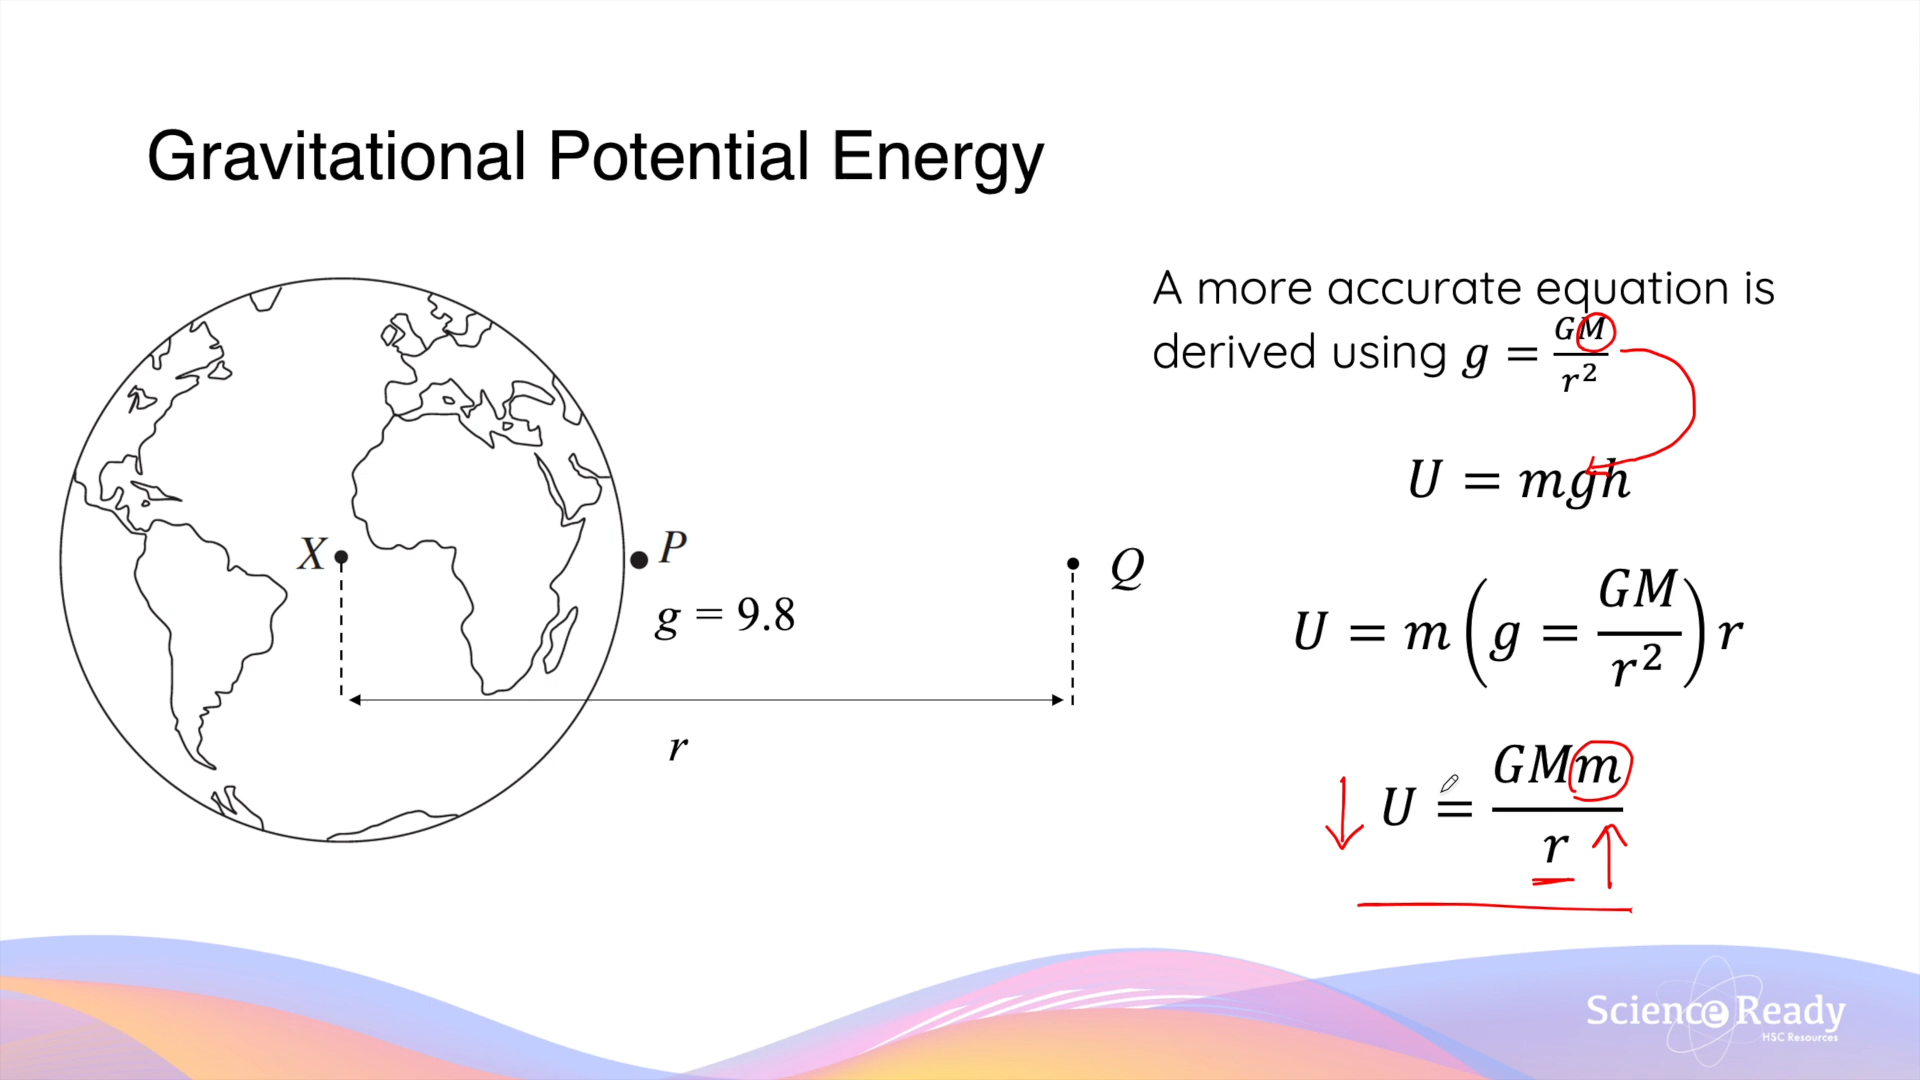 Gravitational Potential Energy
A more accurate equation is
derived using g = GM/r²
U = mgh
X
P
Q
g = 9.8
U = m(g = GM/r²)r
r
U = GMm/r
Science Ready
HSC Resources